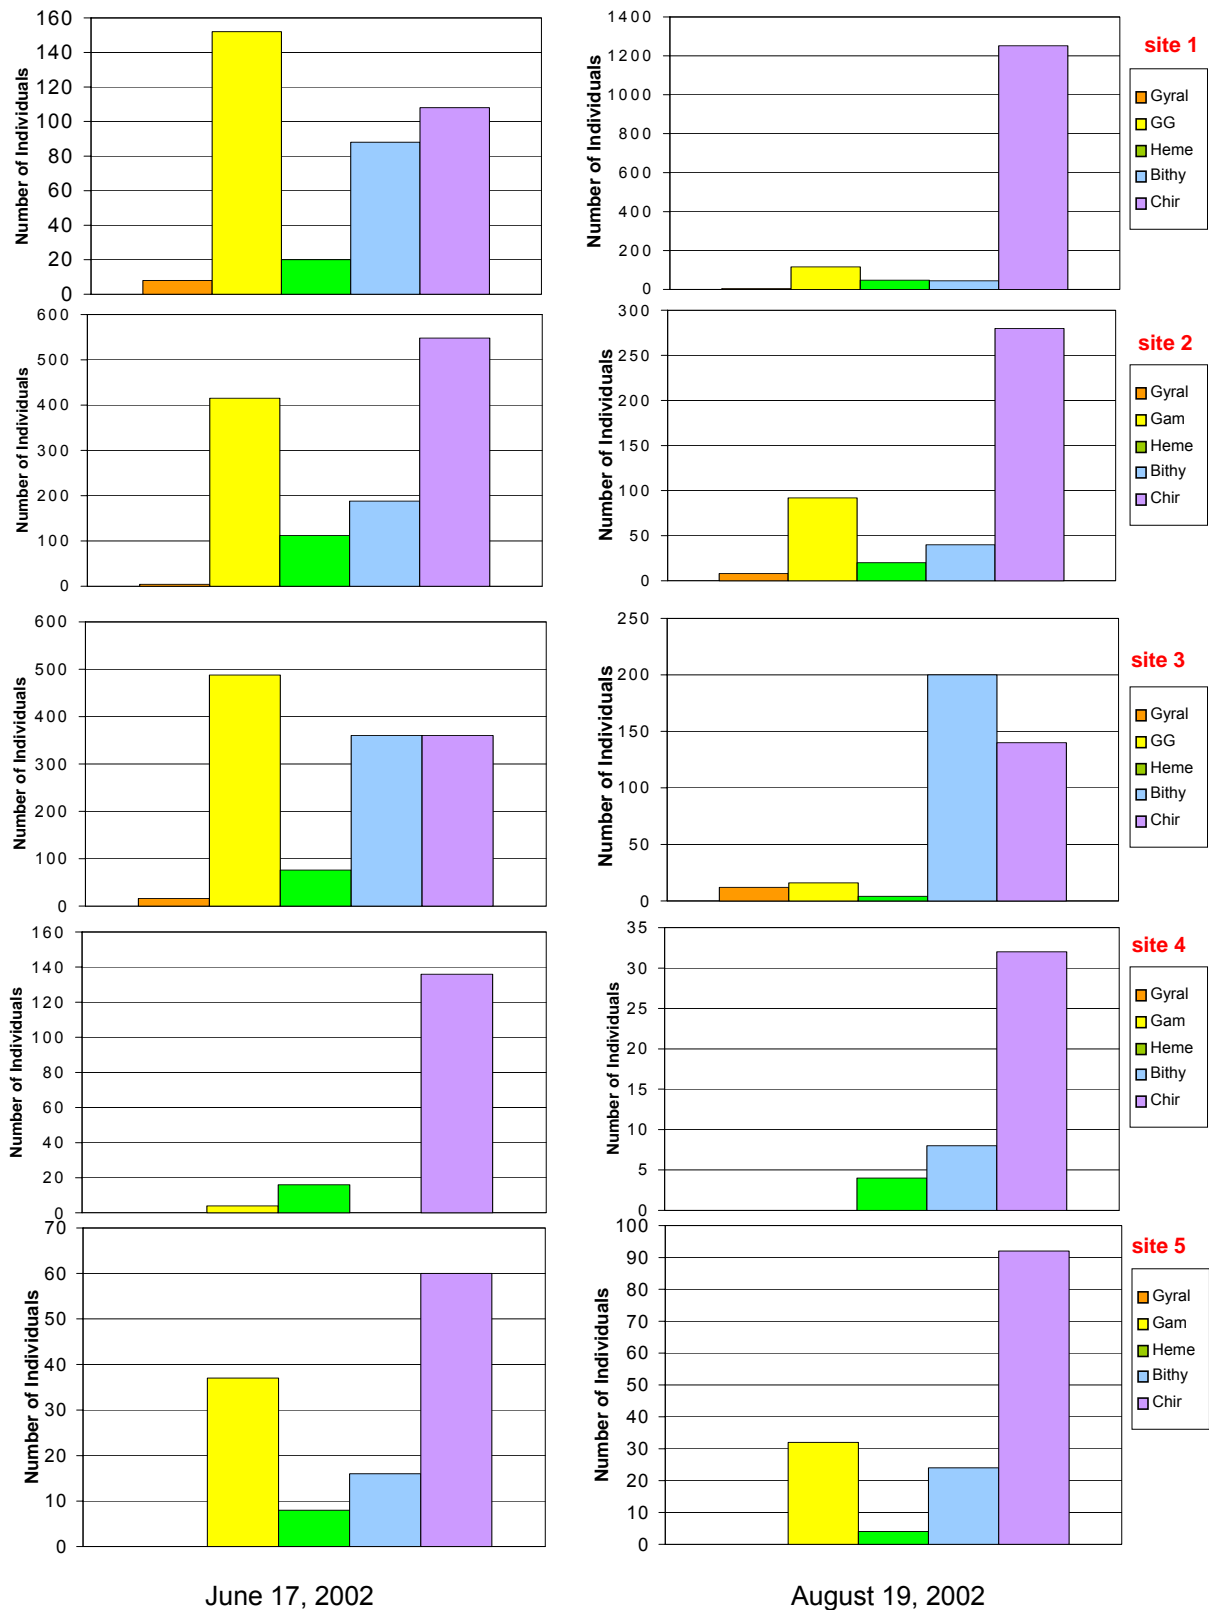 Number of Individuals
160
140
120
100
80
60
40
20
0
Number of Individuals
1400
1200
1000
800
600
400
200
0
site 1
Gyral
GG
Heme
Bithy
Chir
Number of Individuals
600
500
400
300
200
100
0
Number of Individuals
300
250
200
150
100
50
0
site 2
Gyral
Gam
Heme
Bithy
Chir
Number of Individuals
600
500
400
300
200
100
0
Number of Individuals
250
200
150
100
50
0
site 3
Gyral
GG
Heme
Bithy
Chir
Number of Individuals
160
140
120
100
80
60
40
20
0
Number of Individuals
35
30
25
20
15
10
5
0
site 4
Gyral
Gam
Heme
Bithy
Chir
Number of Individuals
70
60
50
40
30
20
10
0
Number of Individuals
100
90
80
70
60
50
40
30
20
10
0
site 5
Gyral
Gam
Heme
Bithy
Chir
June 17, 2002
August 19, 2002